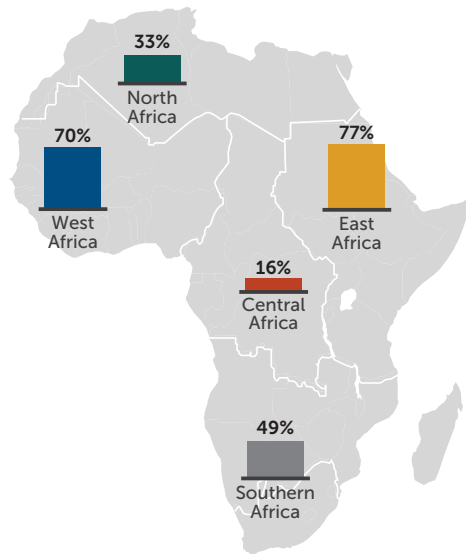 33%
North
Africa
70%
West
Africa
77%
East
Africa
16%
Central
Africa
49%
Southern
Africa